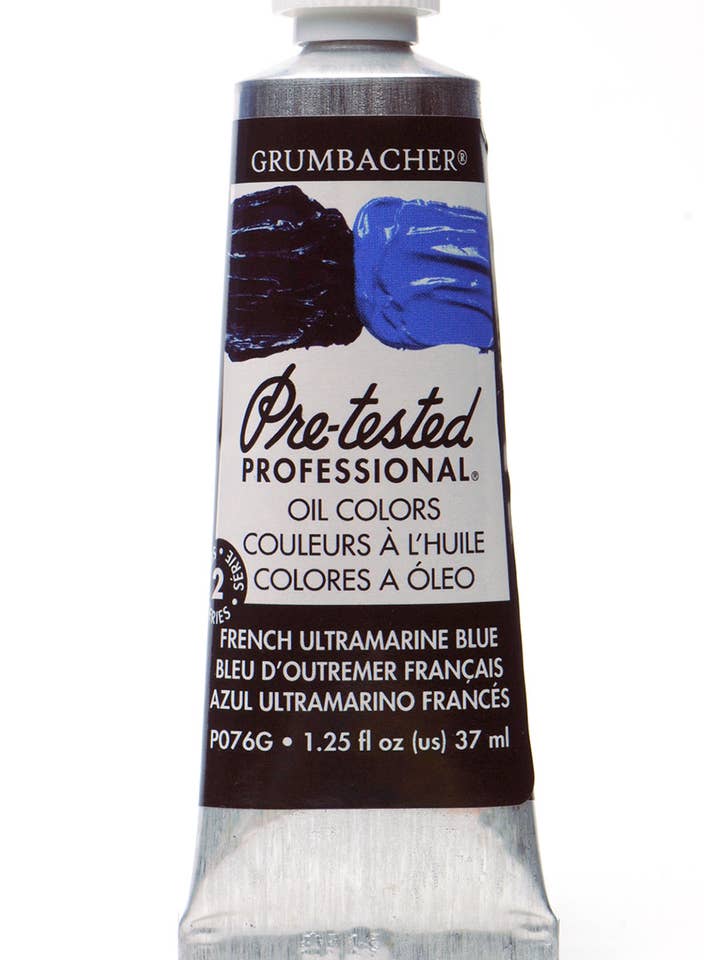 GRUMBACHER®
Pre-tested
PROFESSIONAL®
OIL COLORS
COULEURS À L'HUILE
COLORES A ÓLEO
SÉRIE
2
FRENCH ULTRAMARINE BLUE
BLEU D'OUTREMER FRANÇAIS
AZUL ULTRAMARINO FRANCÉS
P076G • 1.25 fl oz (us) 37 ml